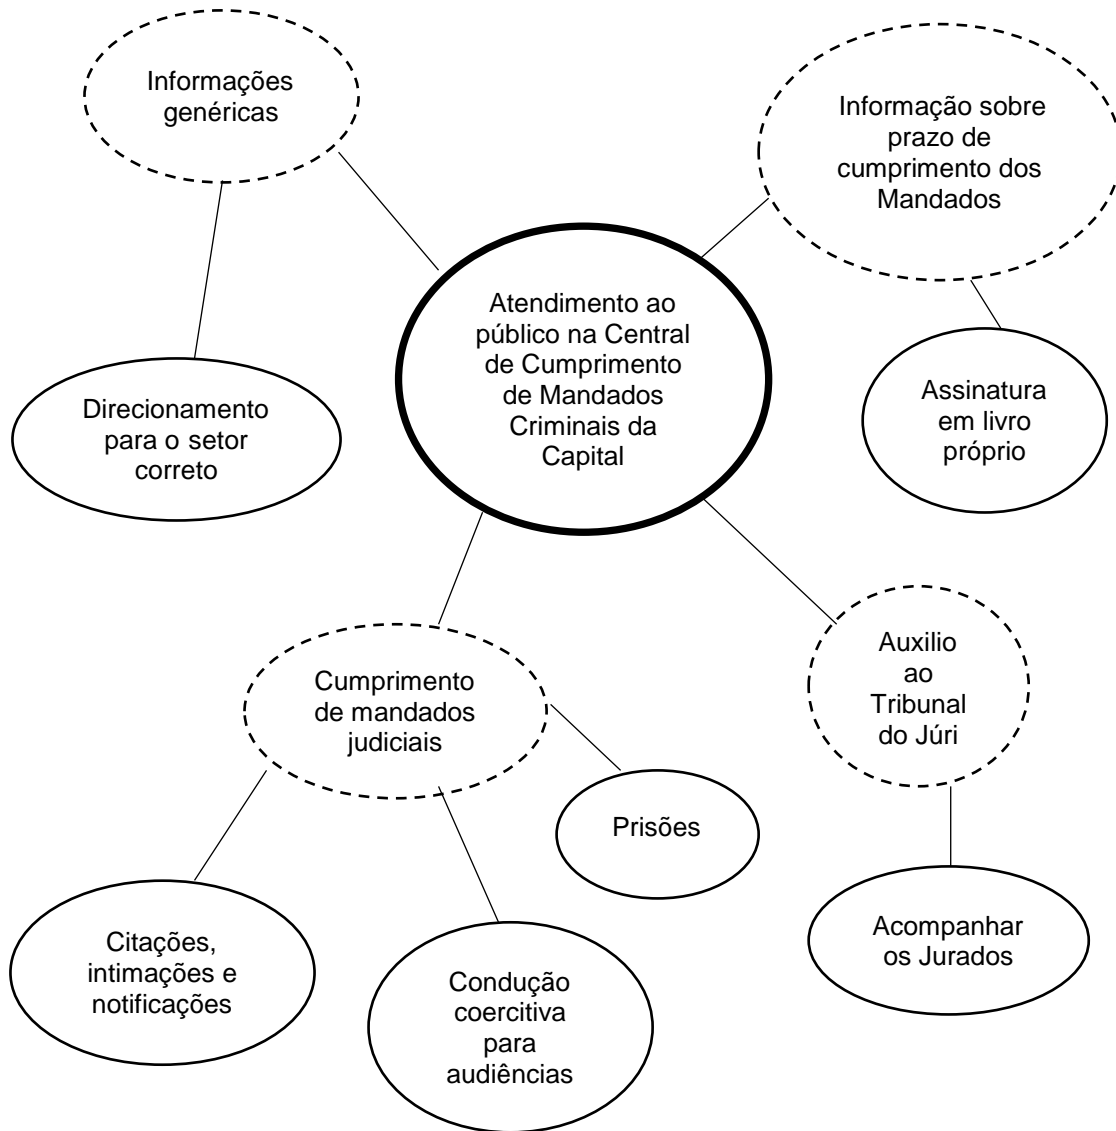 Informações
genéricas
Informação sobre
prazo de
cumprimento dos
Mandados
Atendimento ao
público na Central
de Cumprimento
de Mandados
Criminais da
Capital
Direcionamento
para o setor
correto
Assinatura
em livro
próprio
Cumprimento
de mandados
judiciais
Auxilio
ao
Tribunal
do Júri
Prisões
Citações,
intimações e
notificações
Condução
coercitiva
para
audiências
Acompanhar
os Jurados